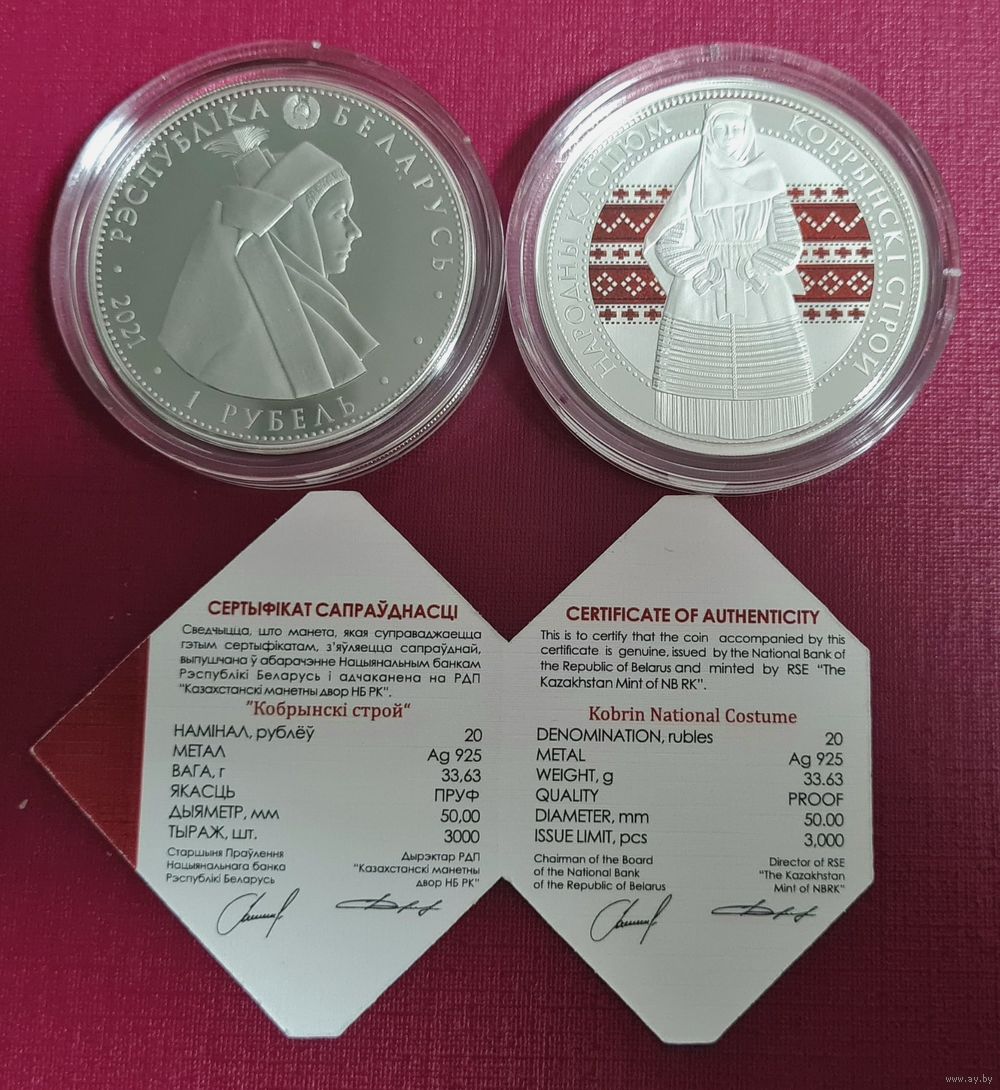 РЭСПУБЛІКА БЕЛАРУСЬ
2021
1 РУБЕЛЬ
НАРОДНЫ КАСЦЮМ
КОБРЫНСКІ СТРОЙ
СЕРТЫФІКАТ САПРАЎДНАСЦІ
Сведчыцца, што манета, якая суправаджаецца
гэтым сертыфікатам, з'яўляецца сапраўднай,
выпушчана ў абарачэнне Нацыянальным банкам
Рэспублікі Беларусь і адчаканена на РДП
"Казахстанскі манетны двор НБ РК".
"Кобрынскі строй"
НАМІНАЛ, рублёў 20
МЕТАЛ Ag 925
ВАГА, г 33,63
ЯКАСЦЬ ПРУФ
ДЫЯМЕТР, мм 50,00
ТЫРАЖ, шт. 3000
Старшыня Праўлення
Нацыянальнага банка
Рэспублікі Беларусь
Дырэктар РДП
"Казахстанскі манетны
двор НБ РК"
CERTIFICATE OF AUTHENTICITY
This is to certify that the coin accompanied by this
certificate is genuine, issued by the National Bank of
the Republic of Belarus and minted by RSE "The
Kazakhstan Mint of NB RK".
Kobrin National Costume
DENOMINATION, rubles 20
METAL Ag 925
WEIGHT, g 33.63
QUALITY PROOF
DIAMETER, mm 50.00
ISSUE LIMIT, pcs 3,000
Chairman of the Board
of the National Bank
of the Republic of Belarus
Director of RSE
"The Kazakhstan
Mint of NBRK"
www.ay.by